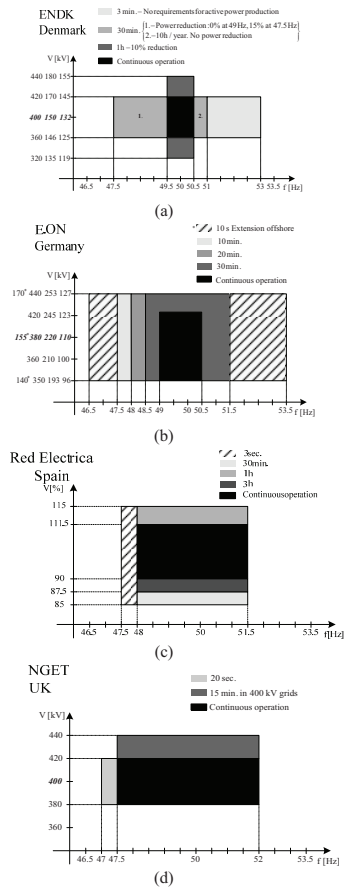 ENDK
Denmark
3 min. – No requirements for active power production
30min. 1.–Power reduction :0% at 49Hz, 15% at 47.5Hz
2.–10h / year. No power reduction
1h –10% reduction
Continuous operation
V [kV]
440 180 155
420 170 145
400 150 132
360 146 125
320 135 119
1.
2.
46.5 47.5 49.5 50 50.5 51 53 53.5 f [Hz]
(a)
E.ON
Germany
10 s Extension offshore
10 min.
20 min.
30 min.
Continuous operation
V [kV]
170* 440 253 127
420 245 123
155* 380 220 110
360 210 100
140* 350 193 96
46.5 47.5 48 48.5 49 50 50.5 51.5 53.5 f [Hz]
(b)
Red Electrica
Spain
3sec.
30min.
1h
3h
Continuous operation
V[%]
115
111.5
90
87.5
85
46.5 47.5 48 50 51.5 53.5 f[Hz]
(c)
NGET
UK
20 sec.
15 min. in 400 kV grids
Continuous operation
V [kV]
440
420
400
380
360
46.5 47 47.5 50 52 53.5 f [Hz]
(d)